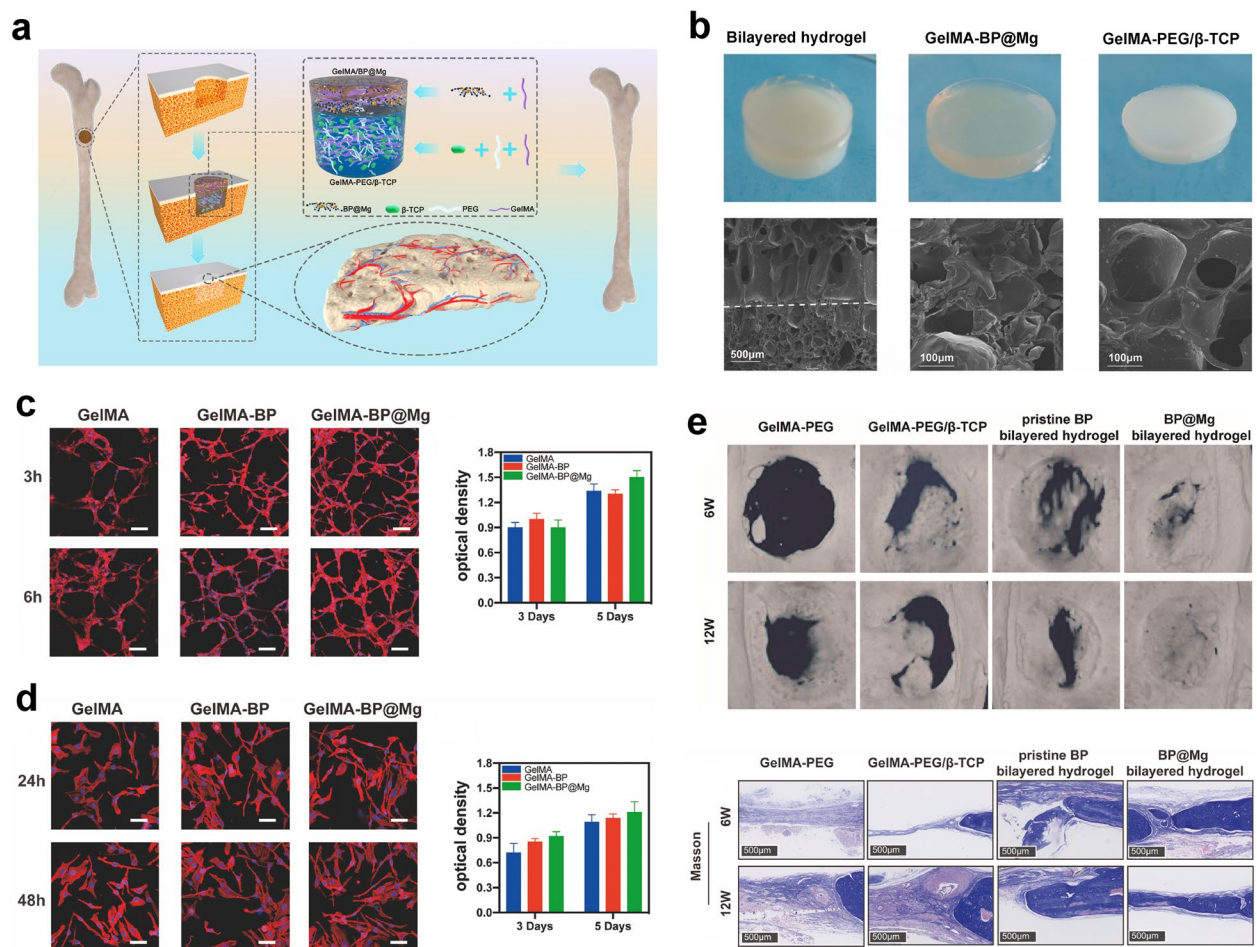 a
GelMA/BP@Mg
GelMA-PEG/β-TCP
BP@Mg β-TCP PEG GelMA
b
Bilayered hydrogel GelMA-BP@Mg GelMA-PEG/β-TCP
500μm 100μm 100μm
c
GelMA GelMA-BP GelMA-BP@Mg
3h
6h
optical density
1.8
1.5
1.2
0.9
0.6
0.3
0.0
GelMA
GelMA-BP
GelMA-BP@Mg
3 Days 5 Days
d
GelMA GelMA-BP GelMA-BP@Mg
24h
48h
optical density
1.8
1.5
1.2
0.9
0.6
0.3
0.0
GelMA
GelMA-BP
GelMA-BP@Mg
3 Days 5 Days
e
GelMA-PEG GelMA-PEG/β-TCP pristine BP BP@Mg
bilayered hydrogel bilayered hydrogel
6W
12W
GelMA-PEG GelMA-PEG/β-TCP pristine BP BP@Mg
bilayered hydrogel bilayered hydrogel
Masson
6W
500μm 500μm 500μm 500μm
12W
500μm 500μm 500μm 500μm